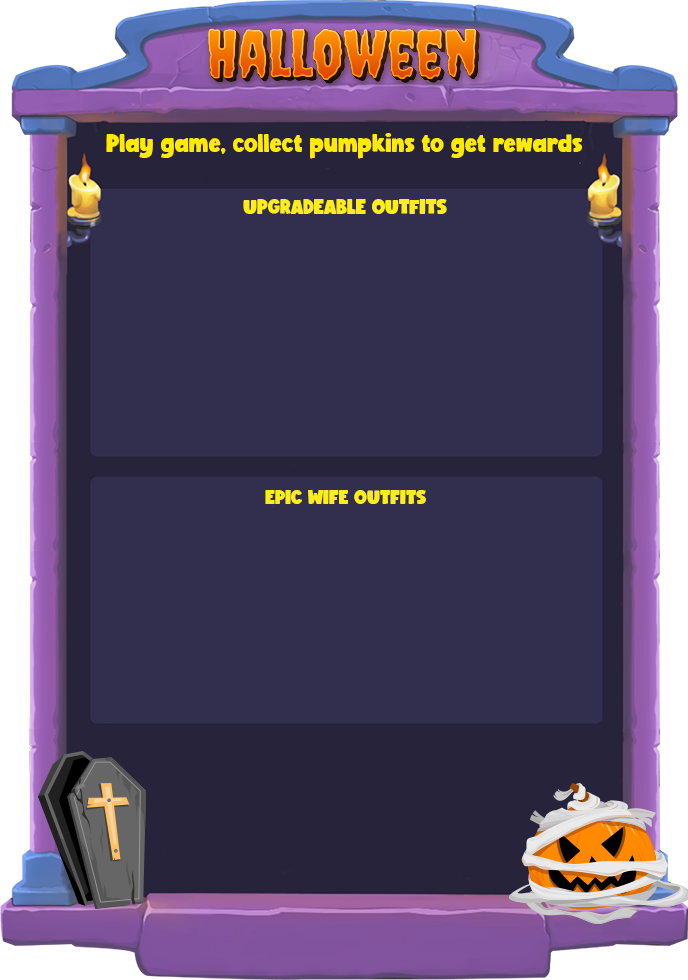 HALLOWEEN
Play game, collect pumpkins to get rewards
UPGRADEABLE OUTFITS
EPIC WIFE OUTFITS